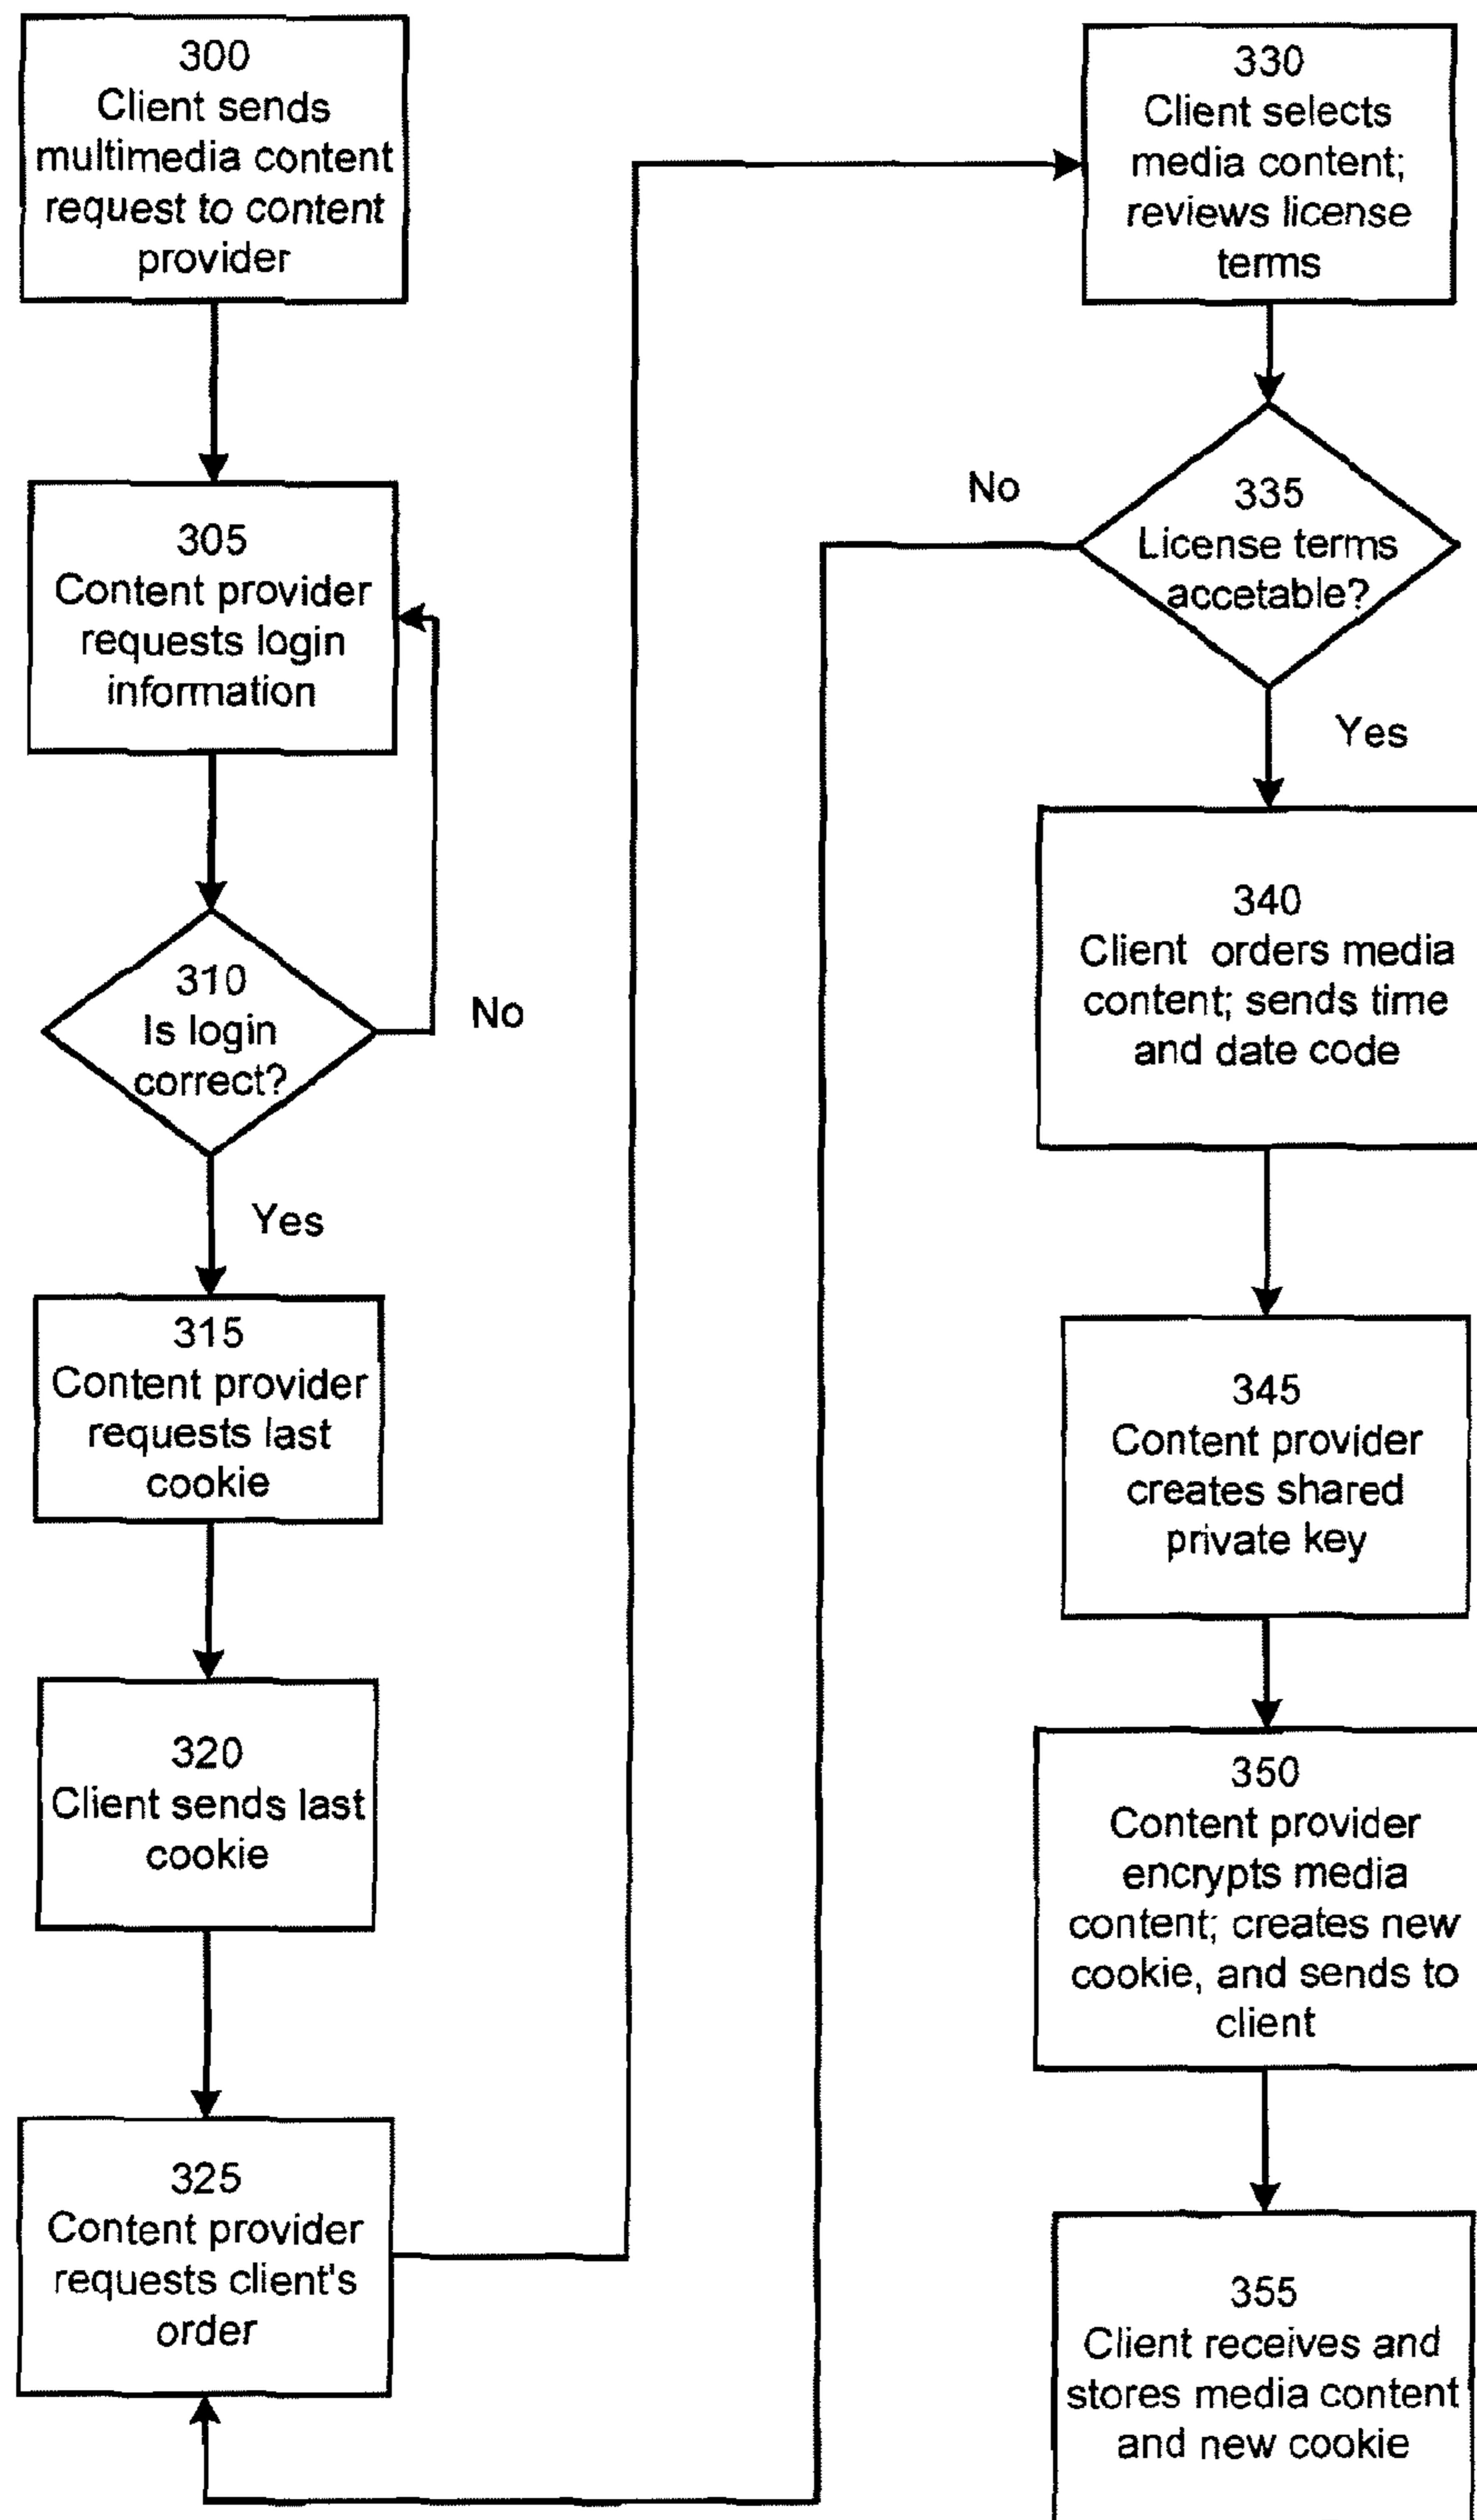 300
Client sends
multimedia content
request to content
provider
305
Content provider
requests login
information
310
Is login
correct?
No
Yes
315
Content provider
requests last
cookie
320
Client sends last
cookie
325
Content provider
requests client's
order
330
Client selects
media content;
reviews license
terms
335
License terms
accetable?
No
Yes
340
Client orders media
content; sends time
and date code
345
Content provider
creates shared
private key
350
Content provider
encrypts media
content; creates new
cookie, and sends to
client
355
Client receives and
stores media content
and new cookie